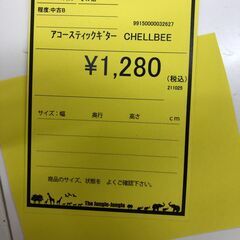 程度:中古B
99150000032627
アコースティックギター CHELLBEE
¥1,280
(税込)
211025
サイズ:幅 奥行 高さ cm
商品のサイズ、状態を よくご確認下さい。
The Jungle-Jungle